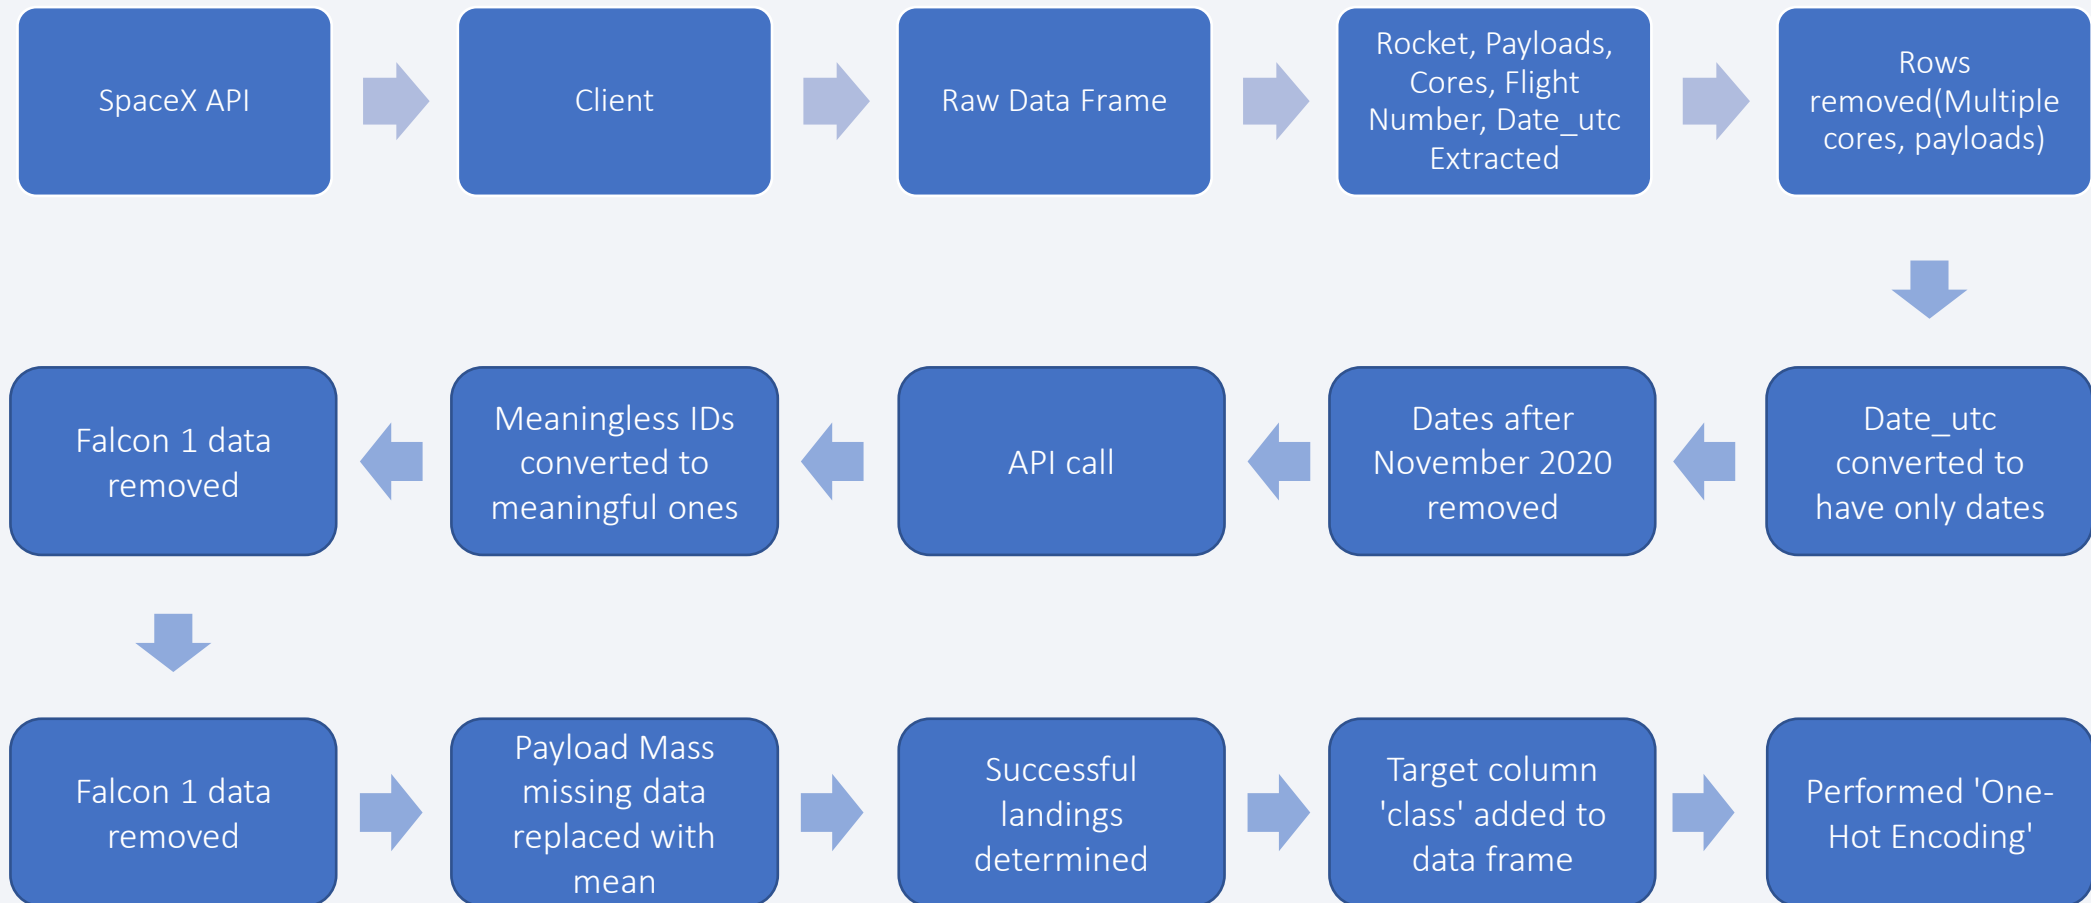 SpaceX API
Client
Raw Data Frame
Rocket, Payloads,
Cores, Flight
Number, Date_utc
Extracted
Rows
removed(Multiple
cores, payloads)
Date_utc
converted to
have only dates
Dates after
November 2020
removed
API call
Meaningless IDs
converted to
meaningful ones
Falcon 1 data
removed
Falcon 1 data
removed
Payload Mass
missing data
replaced with
mean
Successful
landings
determined
Target column
'class' added to
data frame
Performed 'One-
Hot Encoding'